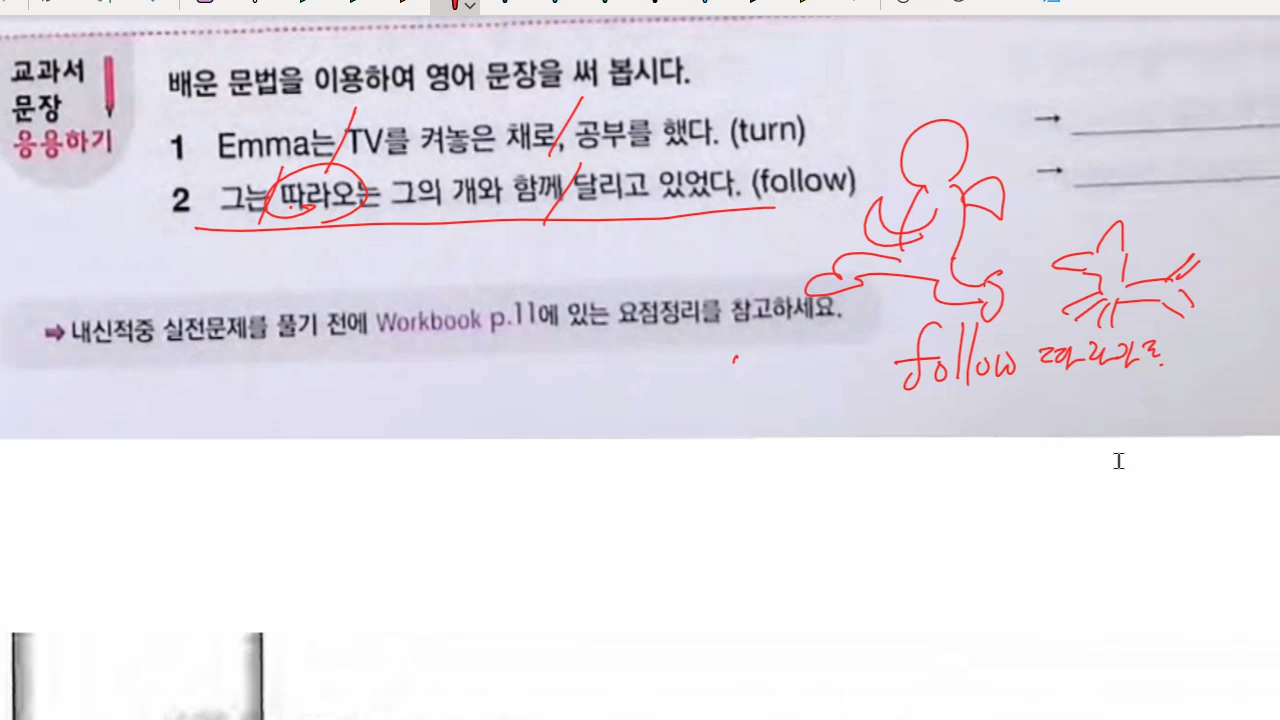 교과서
문장
응용하기
배운 문법을 이용하여 영어 문장을 써 봅시다.
1 Emma는 TV를 켜놓은 채로, 공부를 했다. (turn) →
2 그는 따라오는 그의 개와 함께 달리고 있었다. (follow) →
➡ 내신적중 실전문제를 풀기 전에 Workbook p.11에 있는 요점정리를 참고하세요.
follow